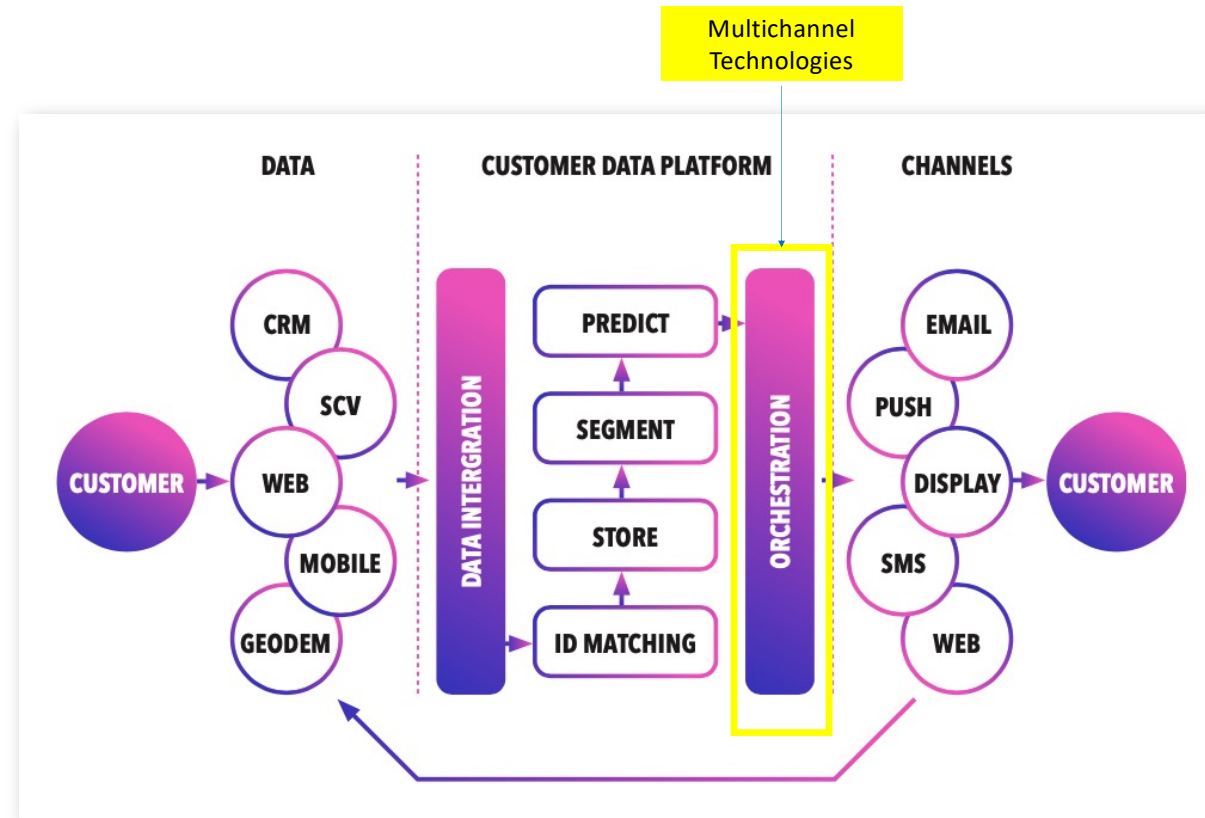 Multichannel
Technologies
DATA
CUSTOMER DATA PLATFORM
CHANNELS
CUSTOMER
CRM
SCV
WEB
MOBILE
GEODEM
DATA INTERGRATION
PREDICT
SEGMENT
STORE
ID MATCHING
ORCHESTRATION
EMAIL
PUSH
DISPLAY
SMS
WEB
CUSTOMER